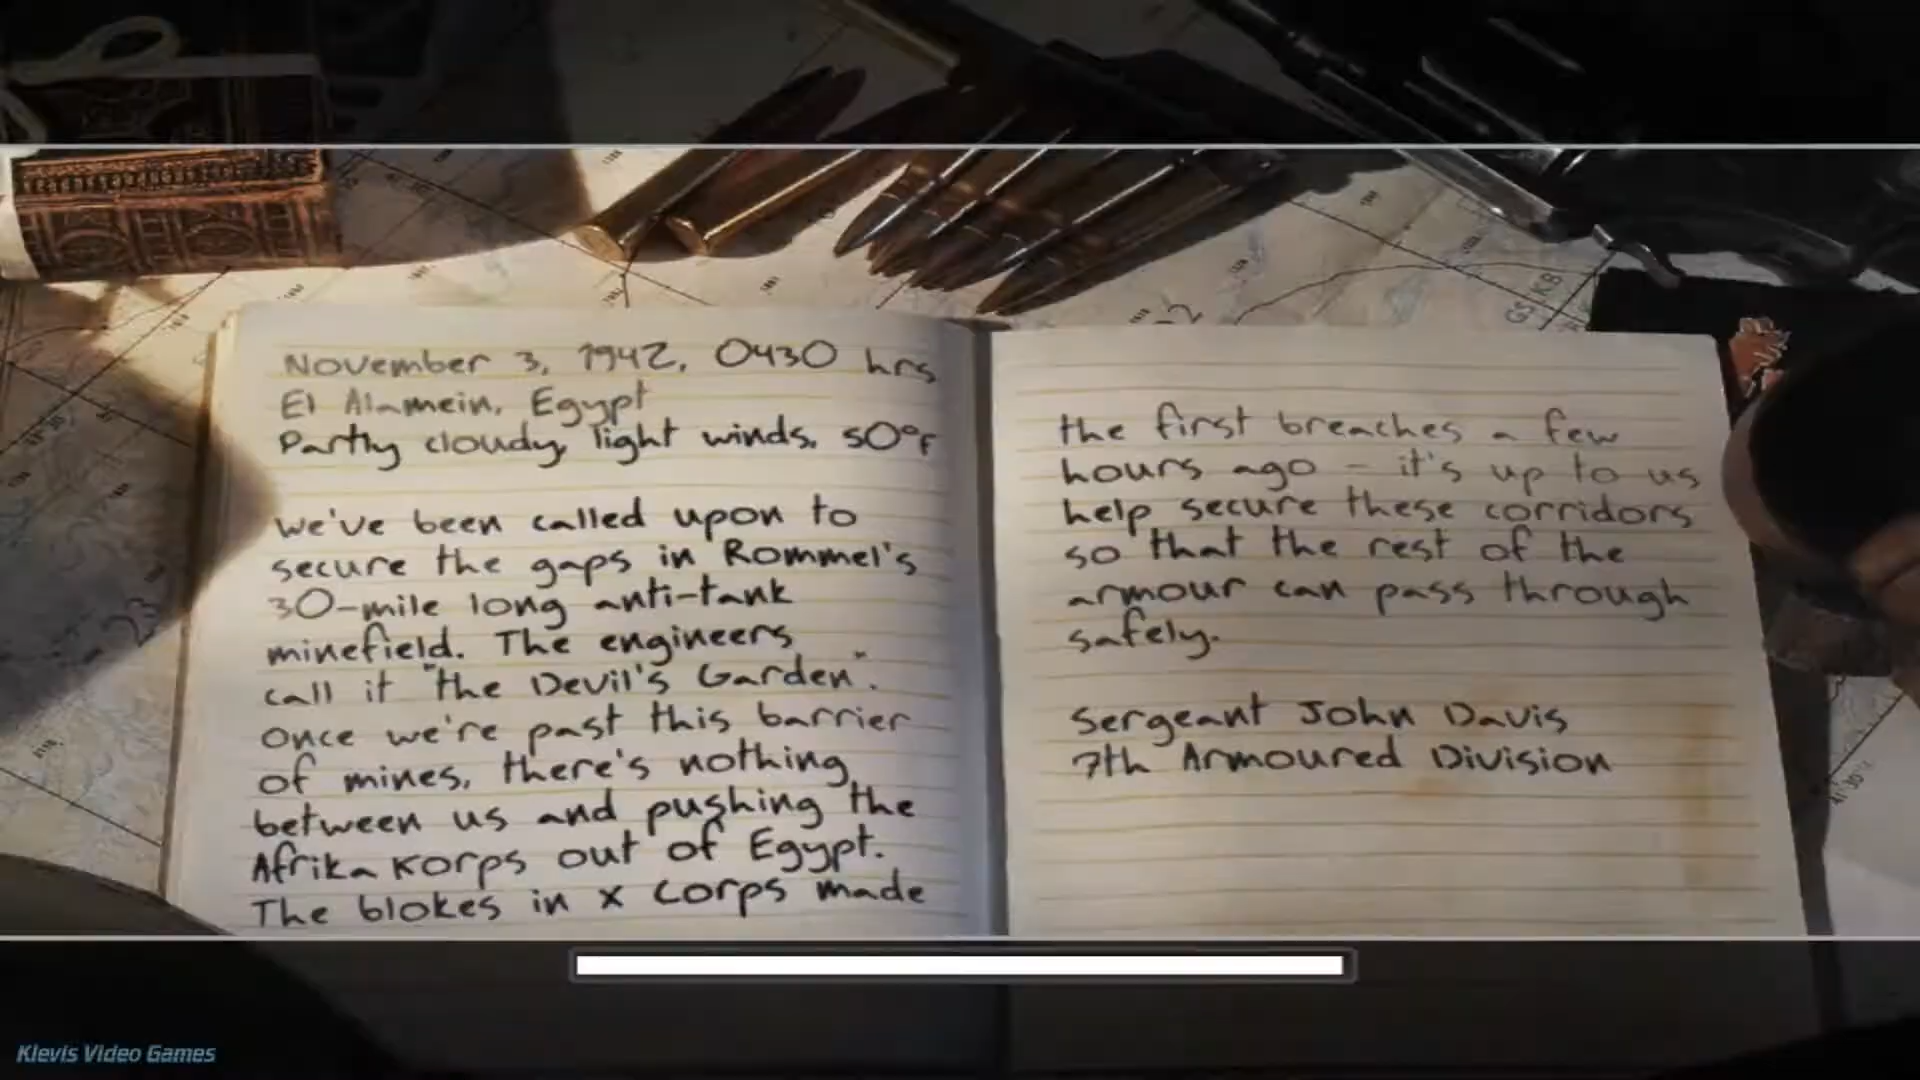 November 3, 1942, 0430 hrs
El Alamein, Egypt
Partly cloudy, light winds, 50°F
We've been called upon to
secure the gaps in Rommel's
30-mile long anti-tank
minefield. The engineers
call it "the Devil's Garden".
Once we're past this barrier
of mines, there's nothing
between us and pushing the
Afrika Korps out of Egypt.
The blokes in X Corps made
the first breaches a few
hours ago - it's up to us
help secure these corridors
so that the rest of the
armour can pass through
safely.
Sergeant John Davis
7th Armoured Division
GS KB
23
Klevis Video Games